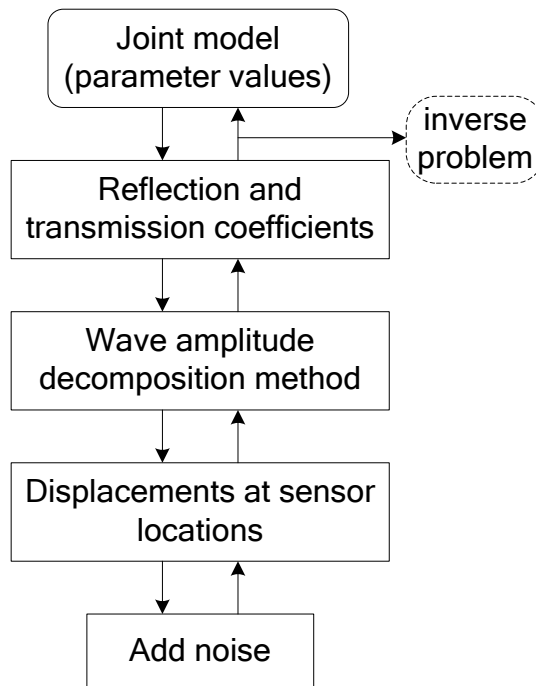 Joint model
(parameter values)
inverse
problem
Reflection and
transmission coefficients
Wave amplitude
decomposition method
Displacements at sensor
locations
Add noise